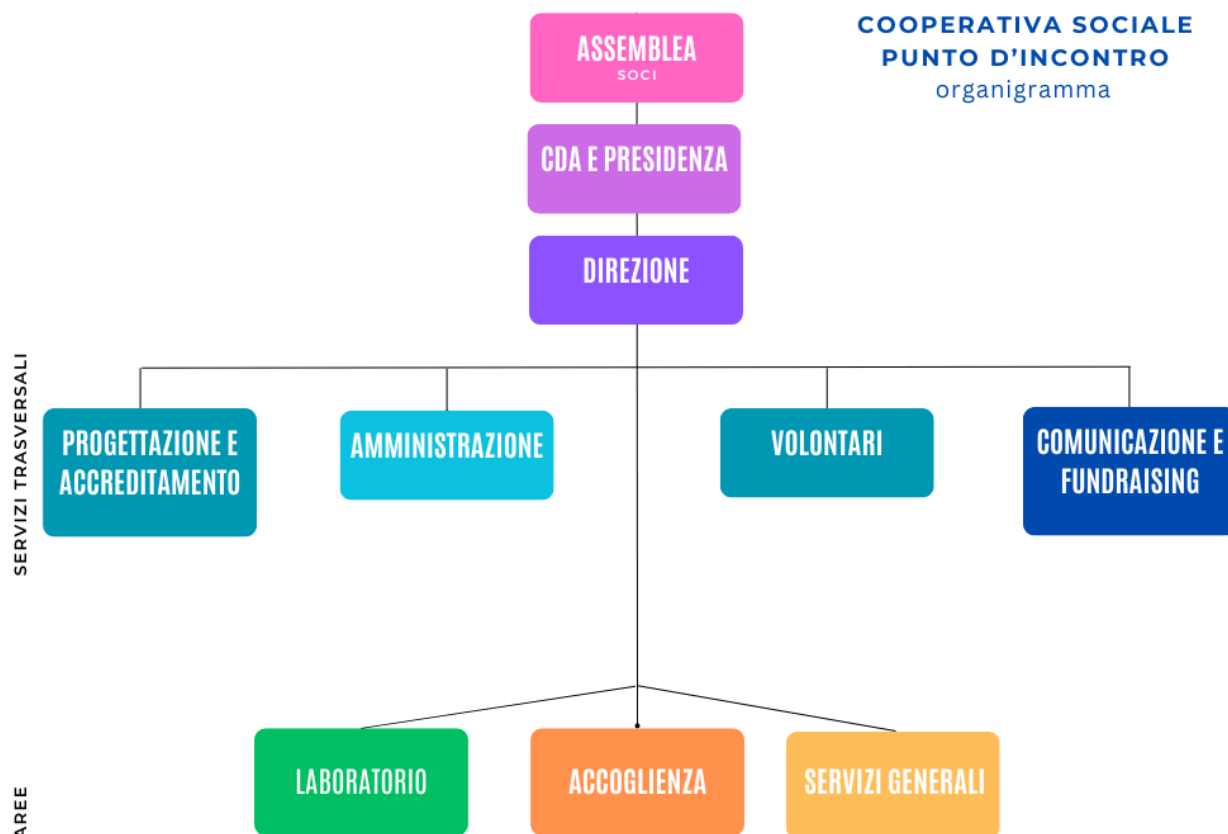 COOPERATIVA SOCIALE
PUNTO D'INCONTRO
organigramma
ASSEMBLEA
SOCI
CDA E PRESIDENZA
DIREZIONE
SERVIZI TRASVERSALI
PROGETTAZIONE E
ACCREDITAMENTO
AMMINISTRAZIONE
VOLONTARI
COMUNICAZIONE E
FUNDRAISING
AREE
LABORATORIO
ACCOGLIENZA
SERVIZI GENERALI